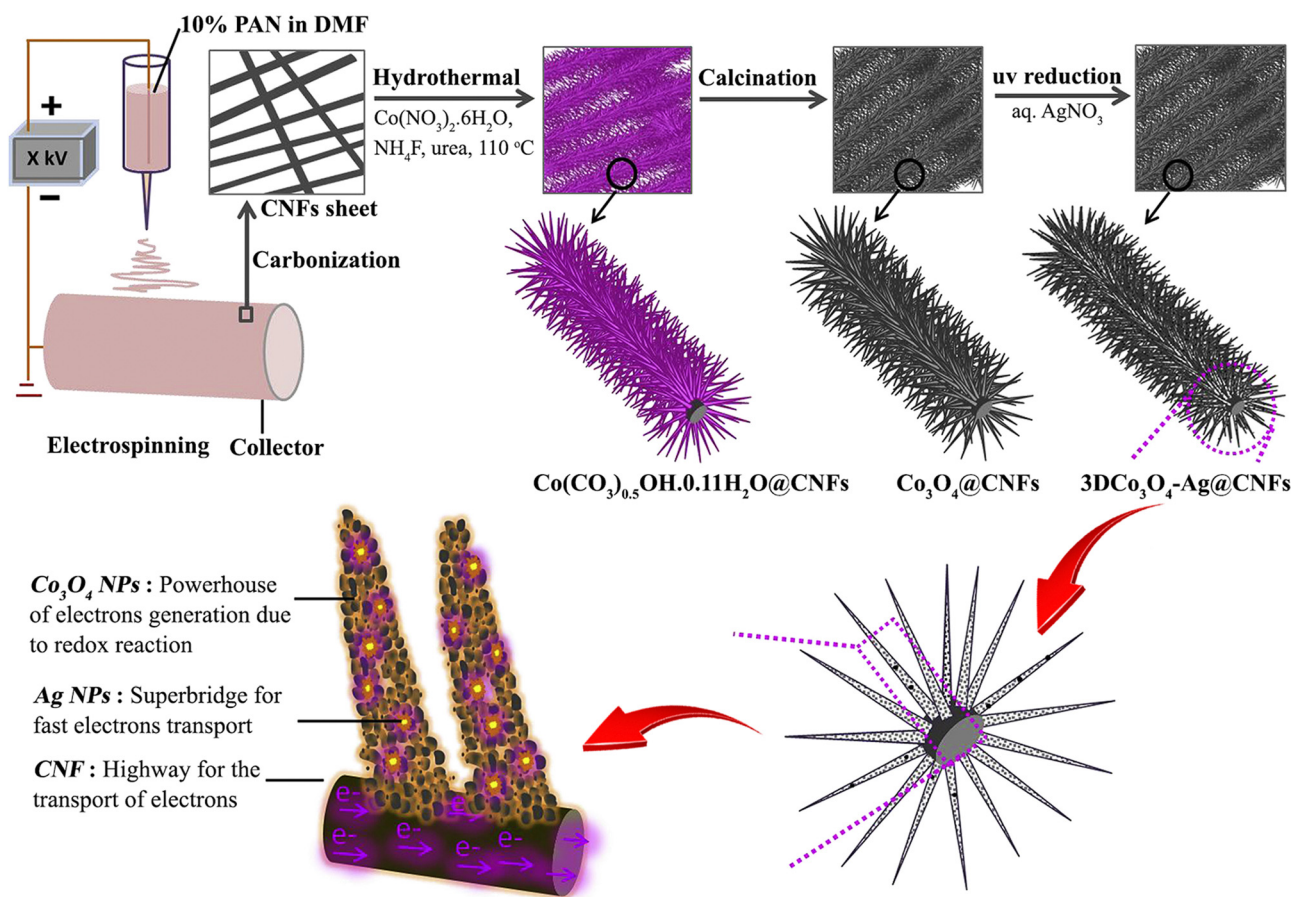 10% PAN in DMF
+
X kV
−
Electrospinning
Collector
Carbonization
CNFs sheet
Hydrothermal
Co(NO₃)₂.6H₂O,
NH₄F, urea, 110 °C
Calcination
uv reduction
aq. AgNO₃
Co(CO₃)₀.₅OH.0.11H₂O@CNFs
Co₃O₄@CNFs
3DCo₃O₄-Ag@CNFs
Co₃O₄ NPs : Powerhouse
of electrons generation due
to redox reaction
Ag NPs : Superbridge for
fast electrons transport
CNF : Highway for the
transport of electrons
e-
e-
e-
e-
e-
e-